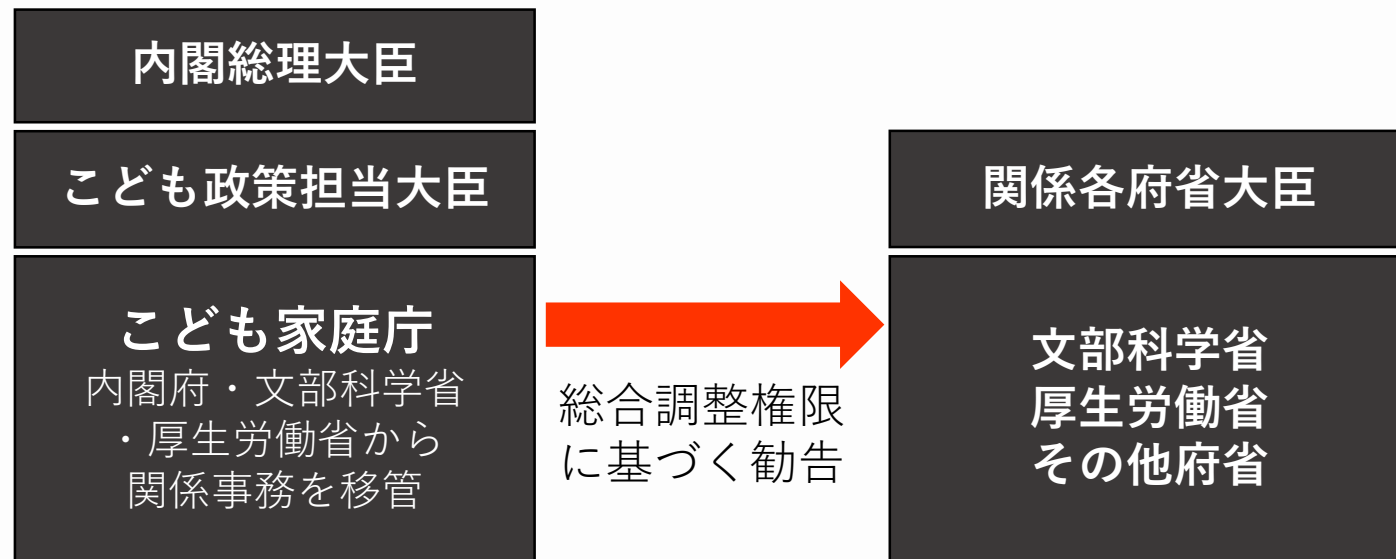 内閣総理大臣
こども政策担当大臣
こども家庭庁
内閣府・文部科学省
・厚生労働省から
関係事務を移管
総合調整権限
に基づく勧告
関係各府省大臣
文部科学省
厚生労働省
その他府省